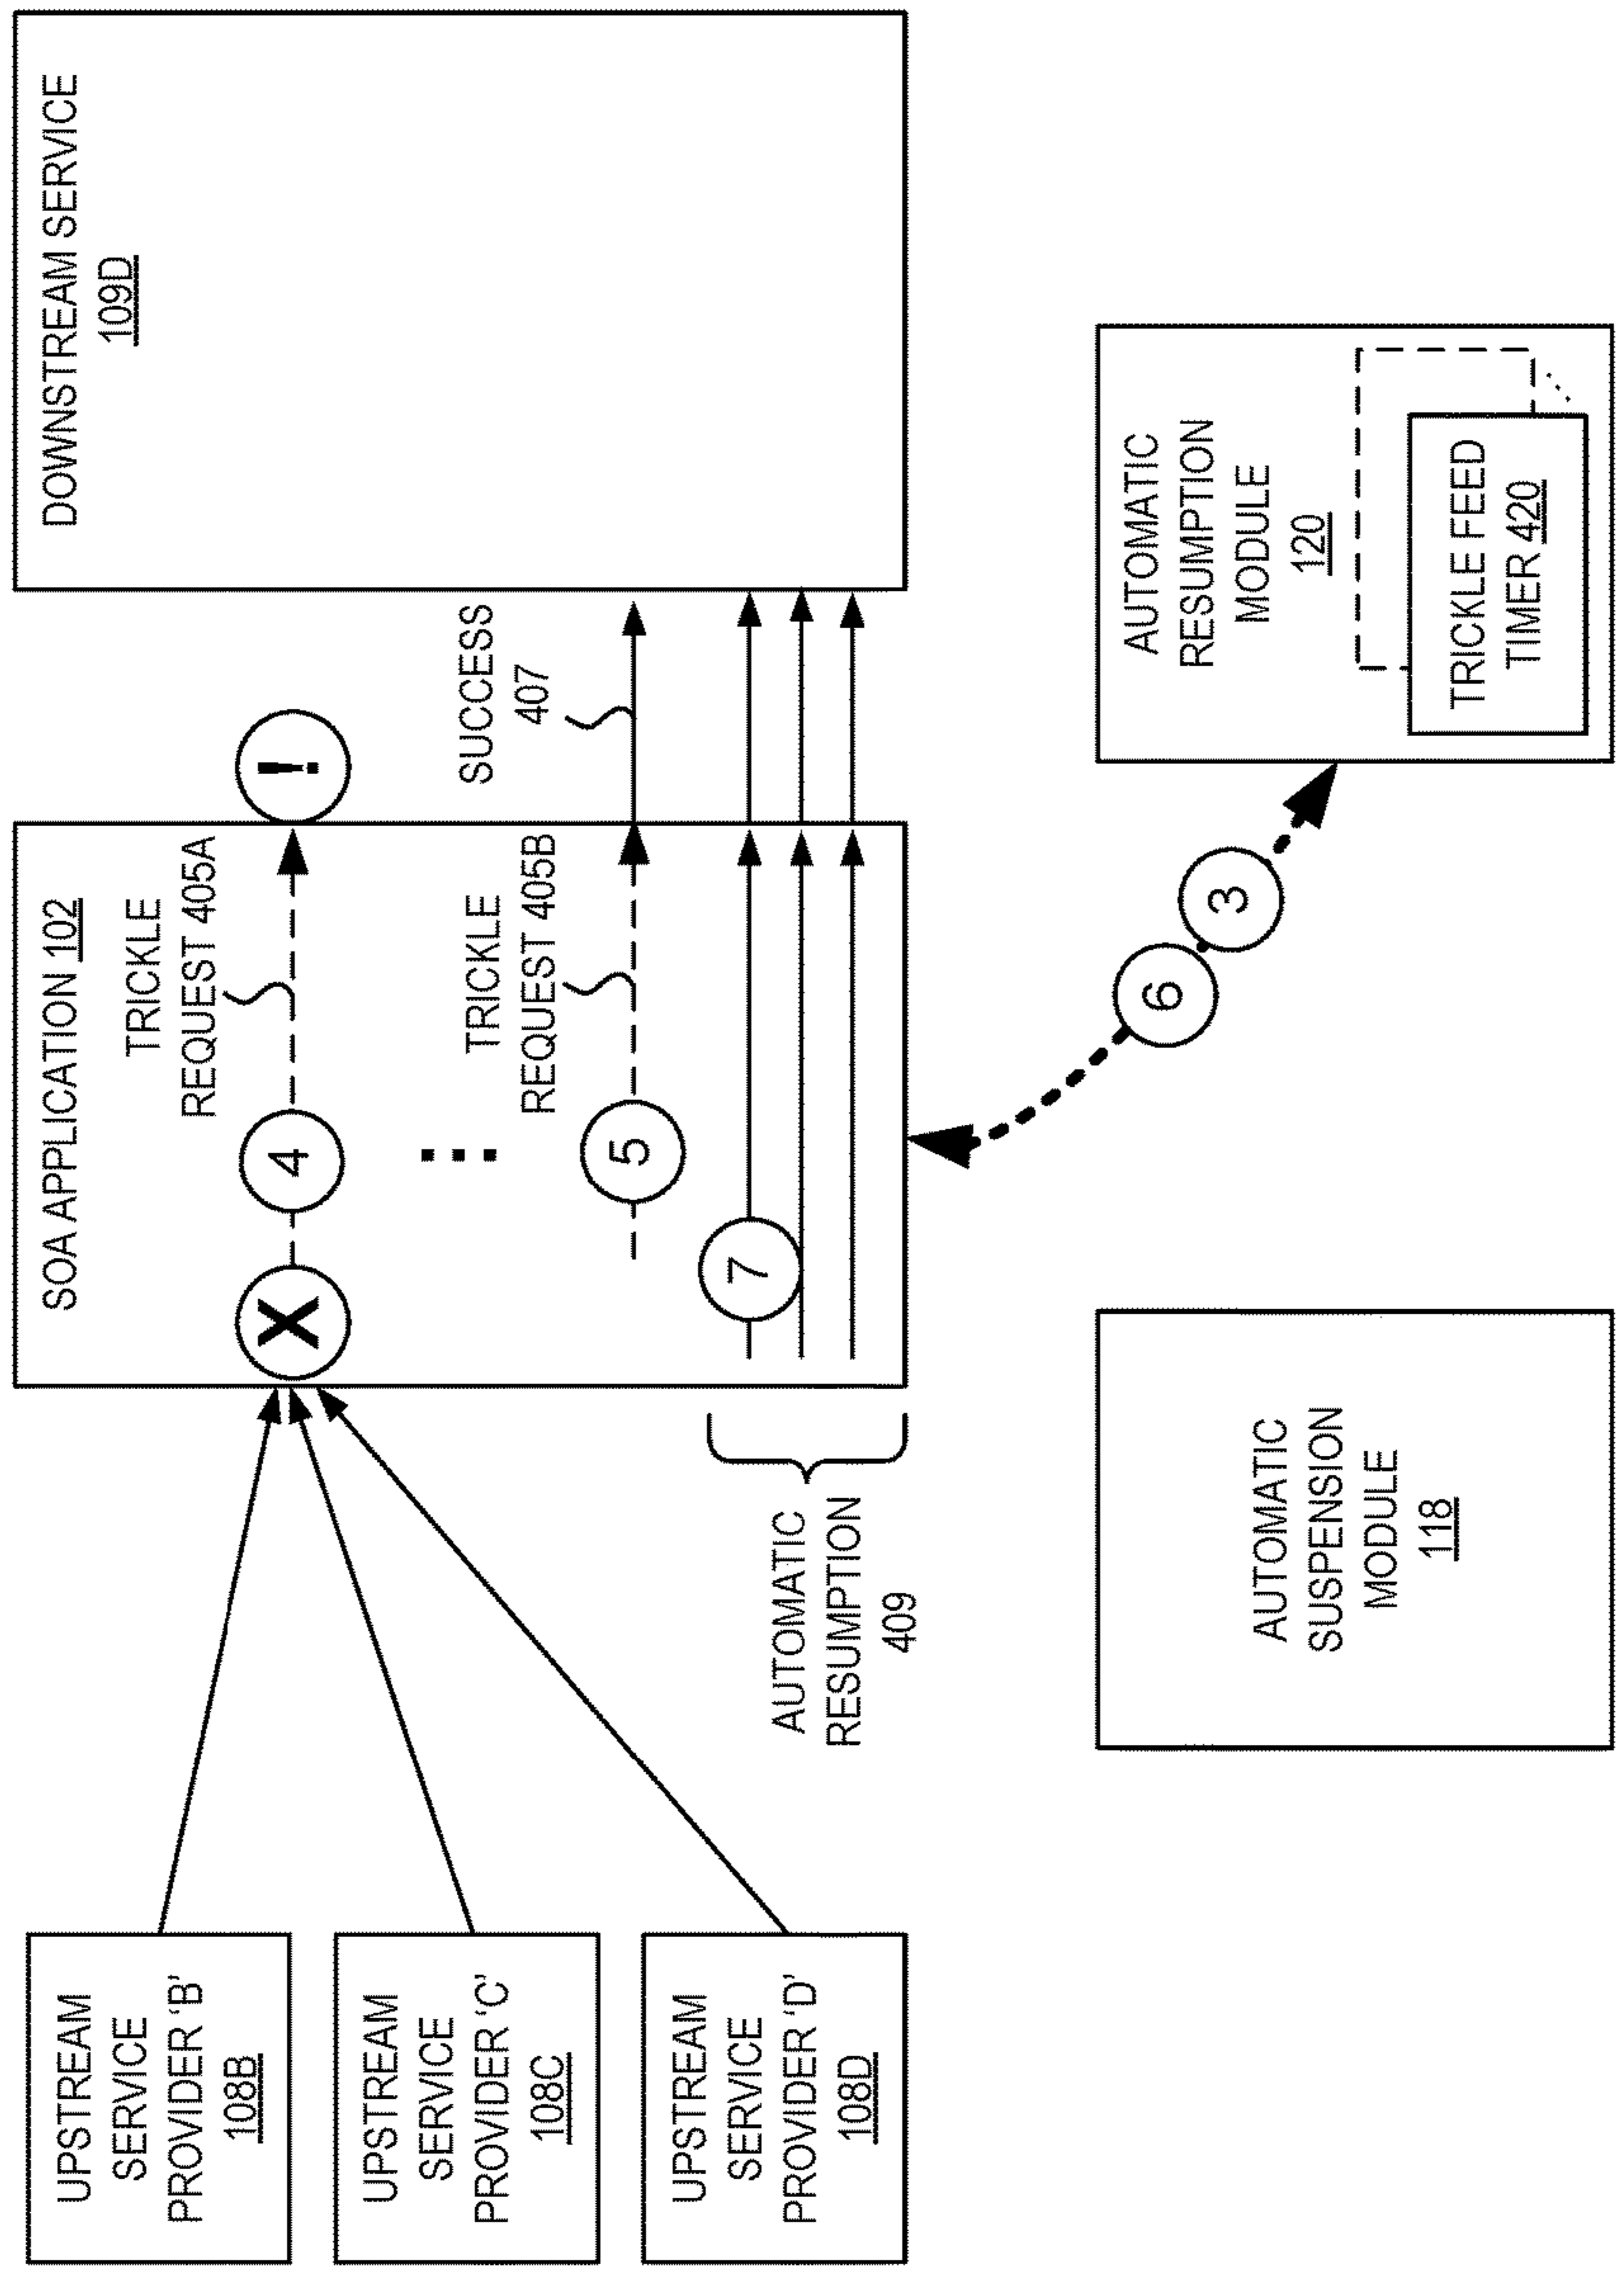 UPSTREAM
SERVICE
PROVIDER 'B'
108B
UPSTREAM
SERVICE
PROVIDER 'C'
108C
UPSTREAM
SERVICE
PROVIDER 'D'
108D
SOA APPLICATION 102
X
4
TRICKLE
REQUEST 405A
!
5
TRICKLE
REQUEST 405B
SUCCESS
407
7
AUTOMATIC
RESUMPTION
409
DOWNSTREAM SERVICE
109D
6
3
AUTOMATIC
SUSPENSION
MODULE
118
AUTOMATIC
RESUMPTION
MODULE
120
TRICKLE FEED
TIMER 420